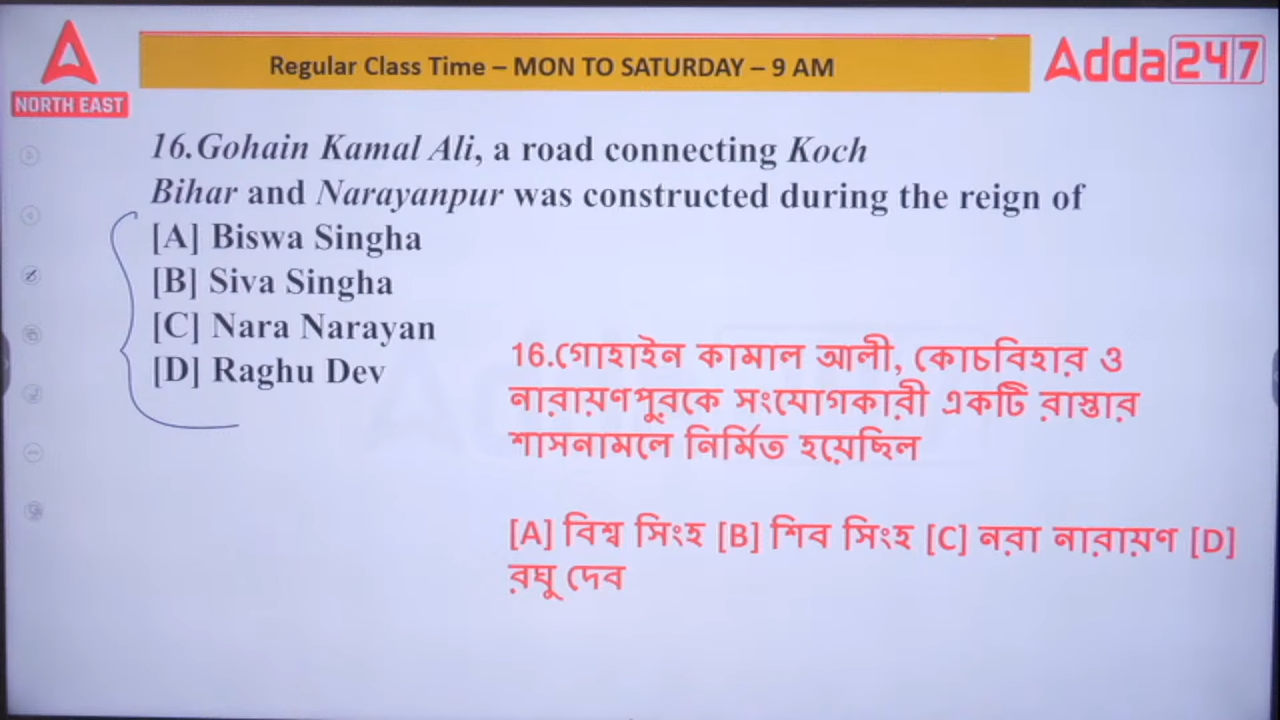 NORTH EAST
Regular Class Time – MON TO SATURDAY – 9 AM
Adda247
16.Gohain Kamal Ali, a road connecting Koch
Bihar and Narayanpur was constructed during the reign of
[A] Biswa Singha
[B] Siva Singha
[C] Nara Narayan
[D] Raghu Dev
16.গোহাইন কামাল আলী, কোচবিহার ও
নারায়ণপুরকে সংযোগকারী একটি রাস্তার
শাসনামলে নির্মিত হয়েছিল
[A] বিশ্ব সিংহ [B] শিব সিংহ [C] নরা নারায়ণ [D]
রঘু দেব